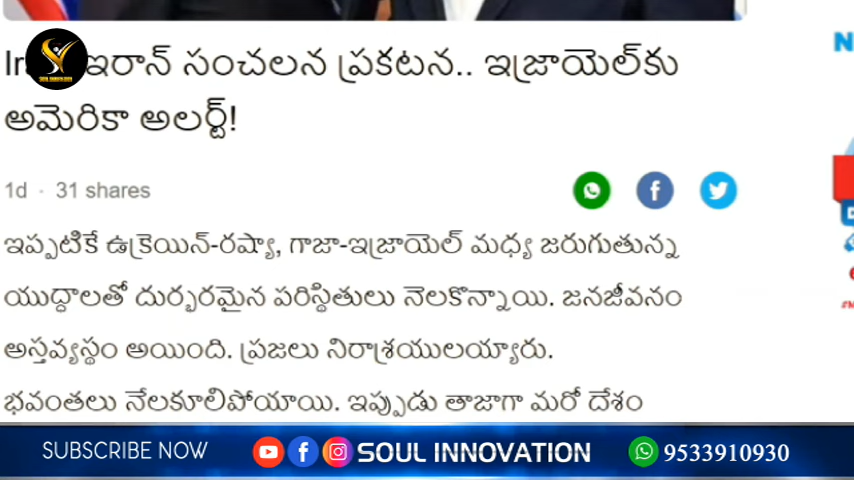 ఇరాన్ సంచలన ప్రకటన.. ఇజ్రాయెల్‌కు
అమెరికా అలర్ట్!
1d · 31 shares
ఇప్పటికే ఉక్రెయిన్-రష్యా, గాజా-ఇజ్రాయెల్ మధ్య జరుగుతున్న
యుద్ధాలతో దుర్భరమైన పరిస్థితులు నెలకొన్నాయి. జనజీవనం
అస్తవ్యస్థం అయింది. ప్రజలు నిరాశ్రయులయ్యారు.
భవంతలు నేలకూలిపోయాయి. ఇప్పుడు తాజాగా మరో దేశం
SUBSCRIBE NOW SOUL INNOVATION 9533910930